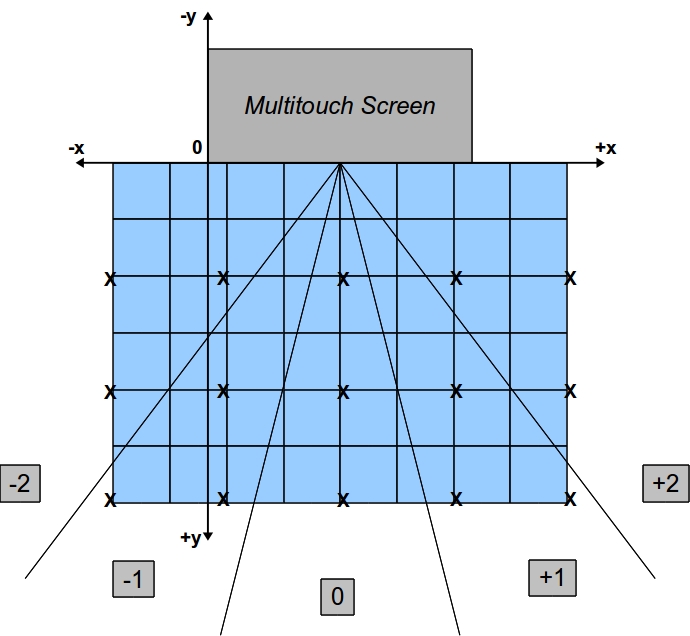 -y
Multitouch Screen
-x
0
+x
X X X X X
X X X X X
-2
+2
X X X X X
+y
-1
+1
0